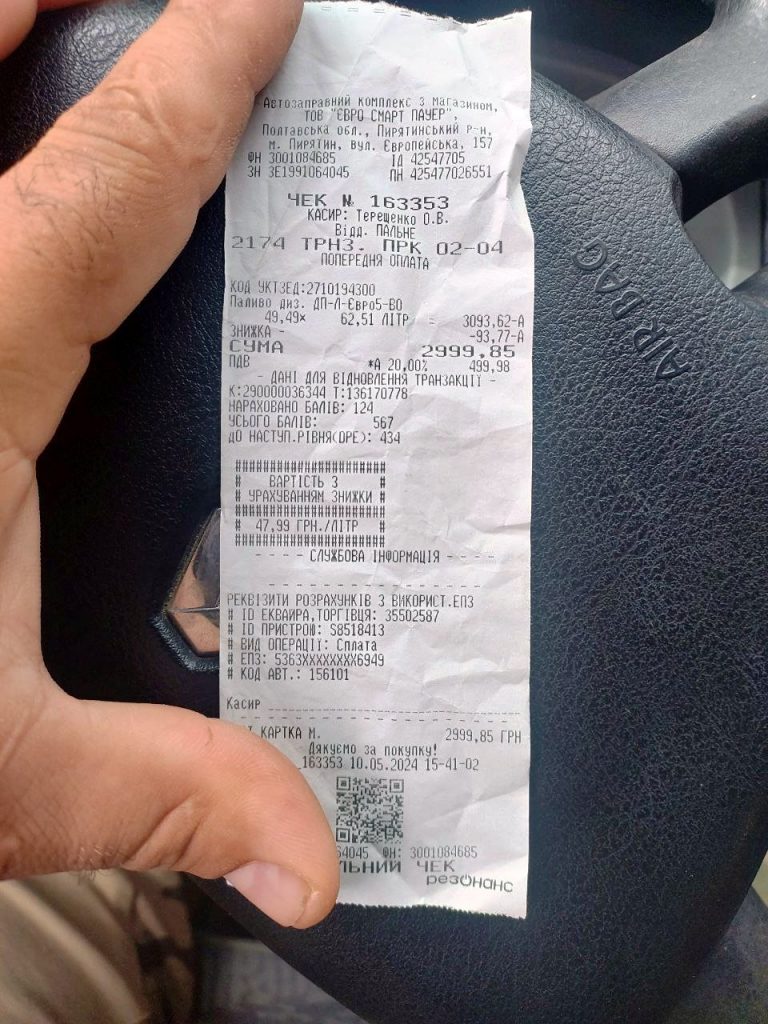 Автозаправний комплекс з магазином,
ТОВ "ЄВРО СМАРТ ПАУЕР",
Полтавська обл., Пирятинський р-н,
м. Пирятин, вул. Європейська, 157
ФН 3001084685 ІД 42547705
ЗН ЗЕ1991064045 ПН 425477026551
ЧЕК № 163353
КАСИР: Терещенко О.В.
Відд. ПАЛЬНЕ
2174 ТРНЗ. ПРК 02-04
ПОПЕРЕДНЯ ОПЛАТА
КОД УКТЗЕД:2710194300
Паливо диз. ДП-Л-Євро5-В0
49,49× 62,51 ЛІТР = 3093,62-А
ЗНИЖКА - -93,77-А
СУМА 2999,85
ПДВ *А 20,00% 499,98
- ДАНІ ДЛЯ ВІДНОВЛЕННЯ ТРАНЗАКЦІЇ -
К:290000036344 Т:136170778
НАРАХОВАНО БАЛІВ: 124
УСЬОГО БАЛІВ: 567
ДО НАСТУП.РІВНЯ(ОРЕ): 434
######################
# ВАРТІСТЬ З #
# УРАХУВАННЯМ ЗНИЖКИ #
######################
# 47,99 ГРН./ЛІТР #
######################
- - - - СЛУЖБОВА ІНФОРМАЦІЯ - - - -
РЕКВІЗИТИ РОЗРАХУНКІВ З ВИКОРИСТ.ЕПЗ
# ІD ЕКВАЙРА,ТОРГІВЦЯ: 35502587
# ІD ПРИСТРОЮ: S8518413
# ВИД ОПЕРАЦІЇ: Сплата
# ЕПЗ: 5363XXXXXXXX6949
# КОД АВТ.: 156101
Касир
КАРТКА М. 2999,85 ГРН
Дякуємо за покупку!
163353 10.05.2024 15-41-02
64045 ФН: 3001084685
ЛЬНИЙ ЧЕК
резонанс
AIR BAG